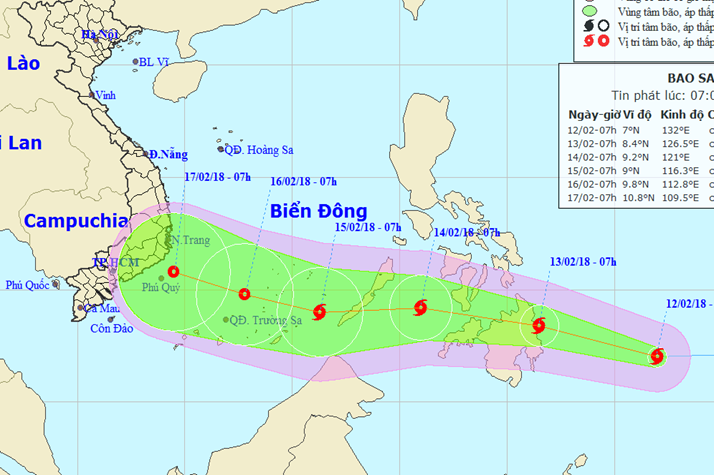 Vùng tâm bão, áp thấp
Vị trí tâm bão, áp thấp
Vị trí tâm bão, áp thấp
BAO SA
Tin phát lúc: 07:0
Ngày-giờ Vĩ độ Kinh độ C
12/02-07h 7°N 132°E
13/02-07h 8.4°N 126.5°E
14/02-07h 9.2°N 121°E
15/02-07h 9°N 116.3°E
16/02-07h 9.8°N 112.8°E
17/02-07h 10.8°N 109.5°E
Hà Nội
Lào
BL Vĩ
Vinh
i Lan
Đ.Nẵng
QĐ. Hoàng Sa
17/02/18 - 07h
16/02/18 - 07h
Biển Đông
Campuchia
15/02/18 - 07h
14/02/18 - 07h
N.Trang
TP.HCM
13/02/18 - 07h
Phú Quốc
Phú Quý
12/02/18 - 07
Cà Mau
QĐ. Trường Sa
Côn Đảo